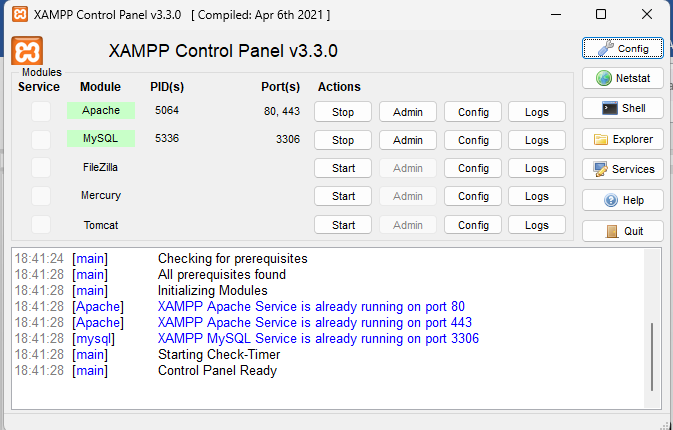 XAMPP Control Panel v3.3.0 [ Compiled: Apr 6th 2021 ]
XAMPP Control Panel v3.3.0
Config
Modules
Service Module PID(s) Port(s) Actions
Netstat
Apache 5064 80, 443 Stop Admin Config Logs
Shell
MySQL 5336 3306 Stop Admin Config Logs
Explorer
FileZilla Start Admin Config Logs
Services
Mercury Start Admin Config Logs
Help
Tomcat Start Admin Config Logs
Quit
18:41:24 [main] Checking for prerequisites
18:41:28 [main] All prerequisites found
18:41:28 [main] Initializing Modules
18:41:28 [Apache] XAMPP Apache Service is already running on port 80
18:41:28 [Apache] XAMPP Apache Service is already running on port 443
18:41:28 [mysql] XAMPP MySQL Service is already running on port 3306
18:41:28 [main] Starting Check-Timer
18:41:28 [main] Control Panel Ready